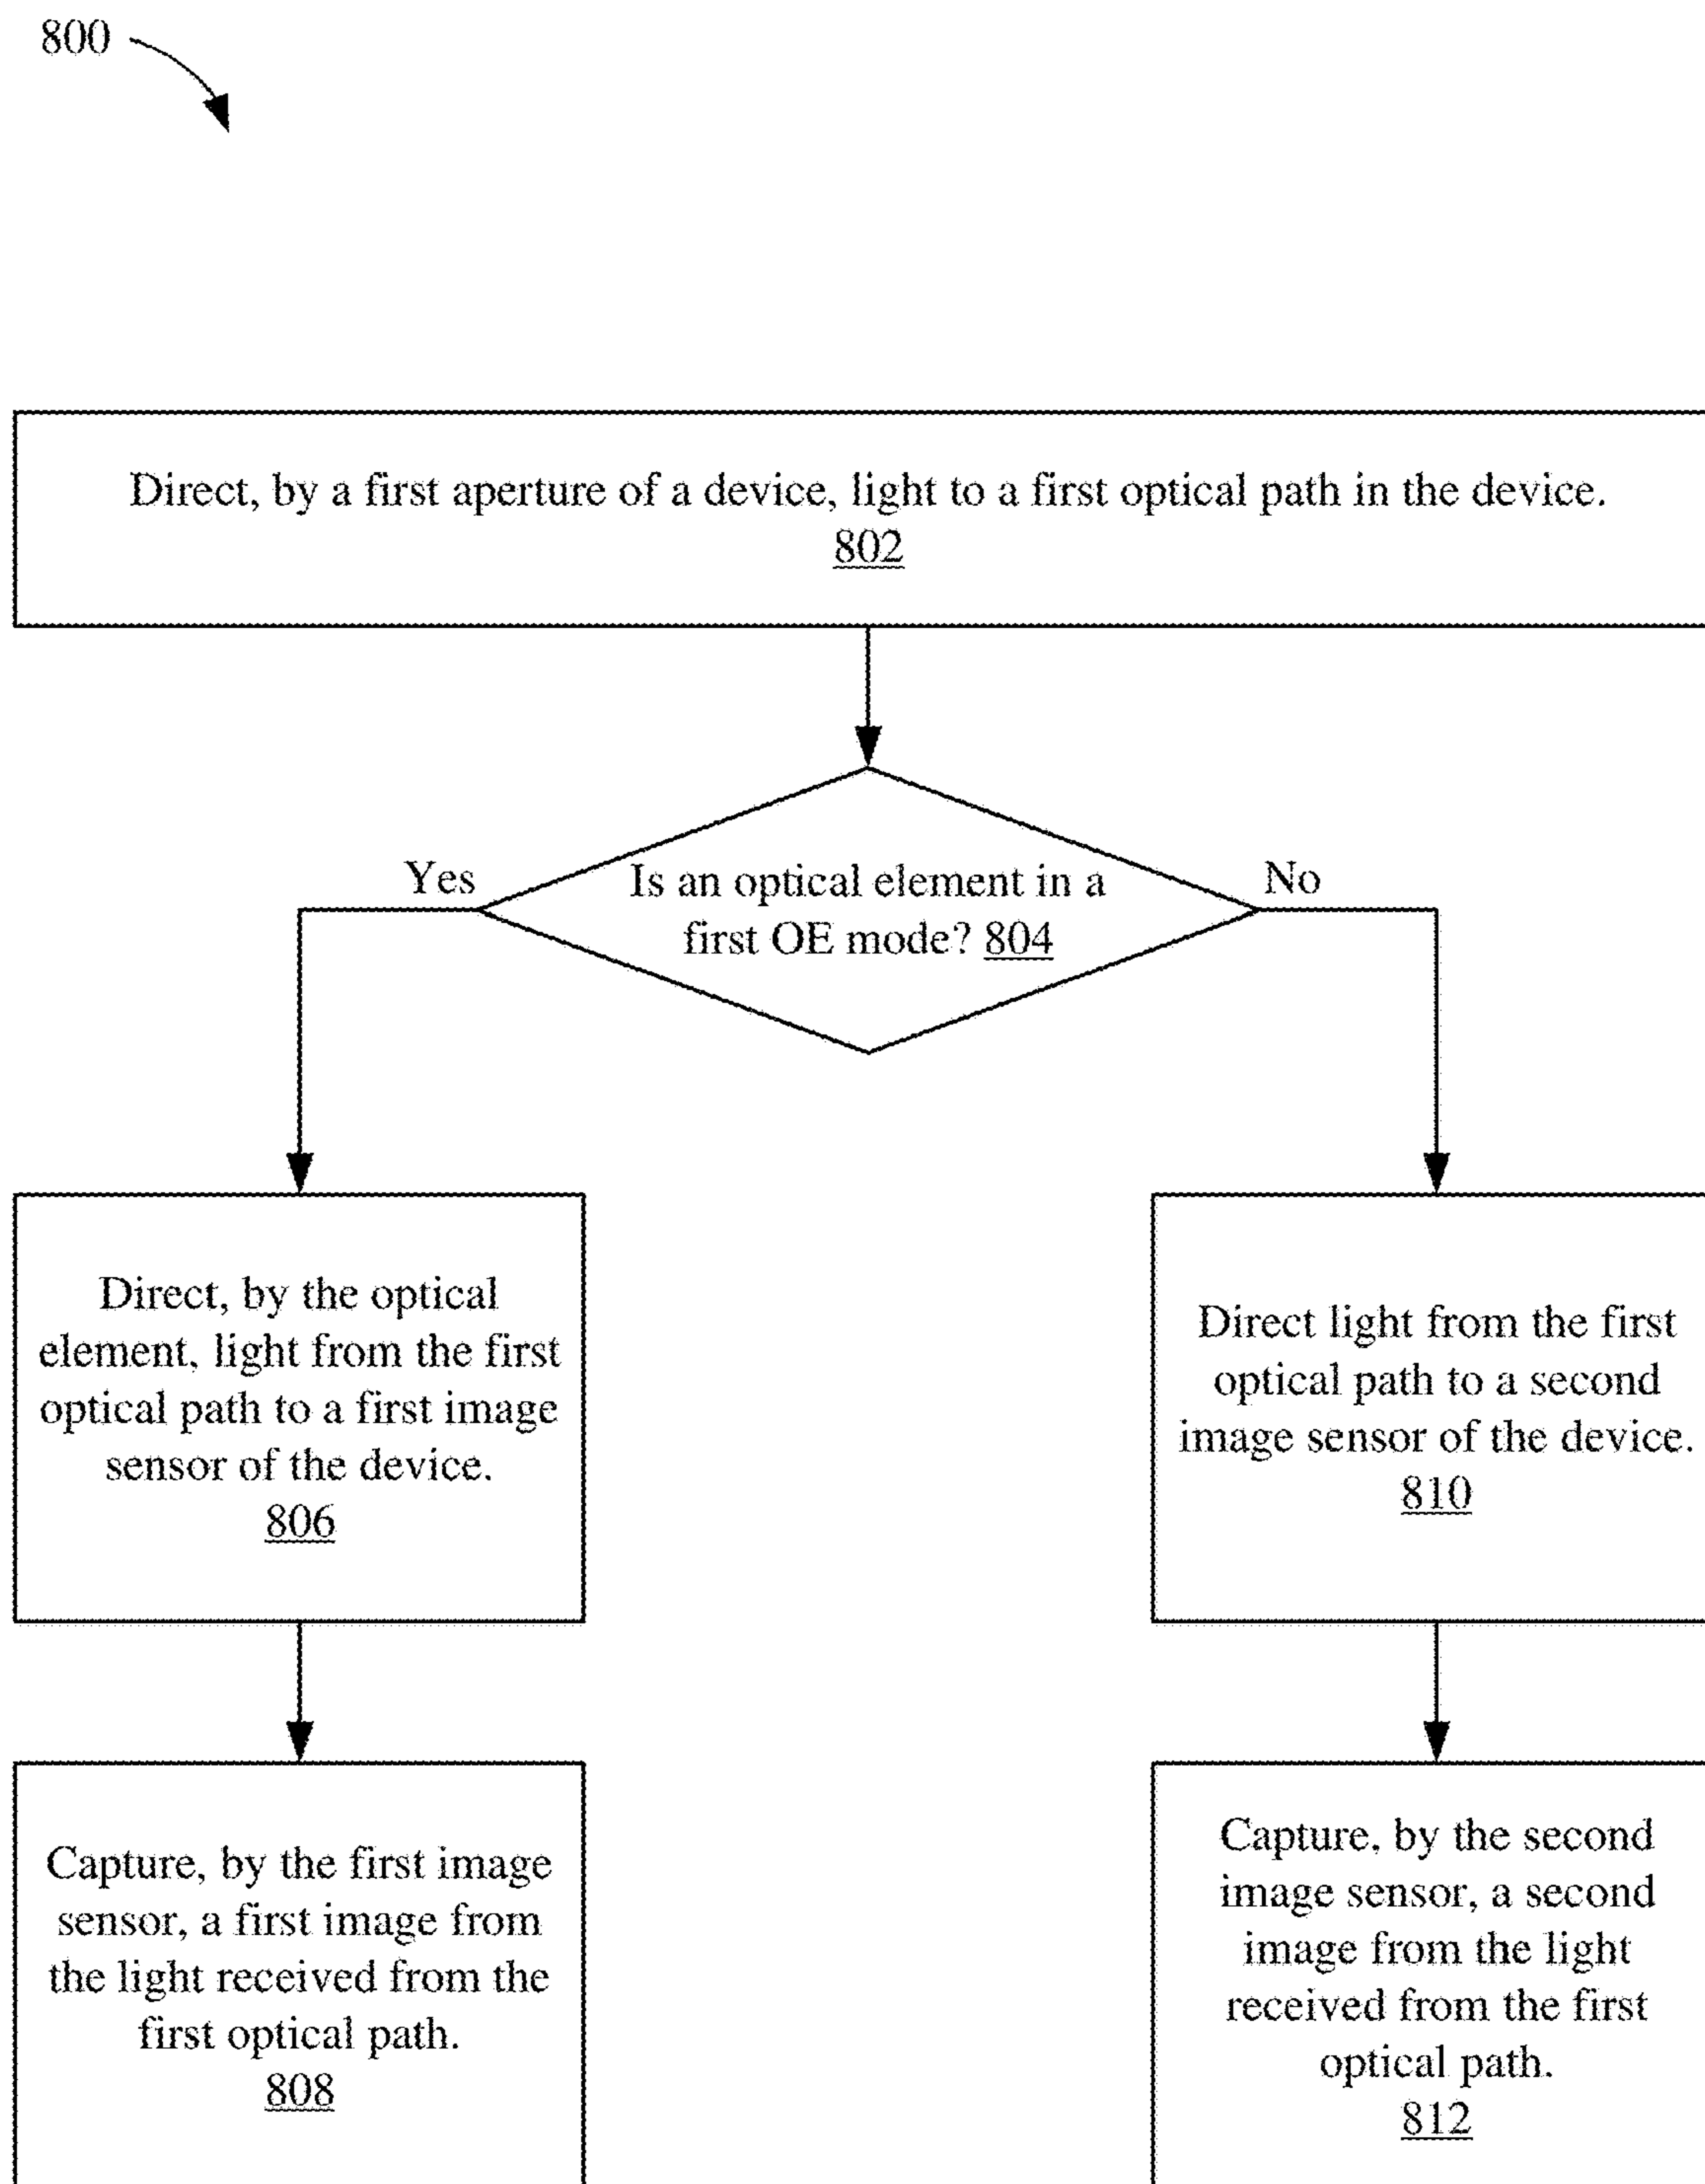 800
Direct, by a first aperture of a device, light to a first optical path in the device.
802
Yes
Is an optical element in a
first OE mode? 804
No
Direct, by the optical
element, light from the first
optical path to a first image
sensor of the device.
806
Direct light from the first
optical path to a second
image sensor of the device.
810
Capture, by the first image
sensor, a first image from
the light received from the
first optical path.
808
Capture, by the second
image sensor, a second
image from the light
received from the first
optical path.
812